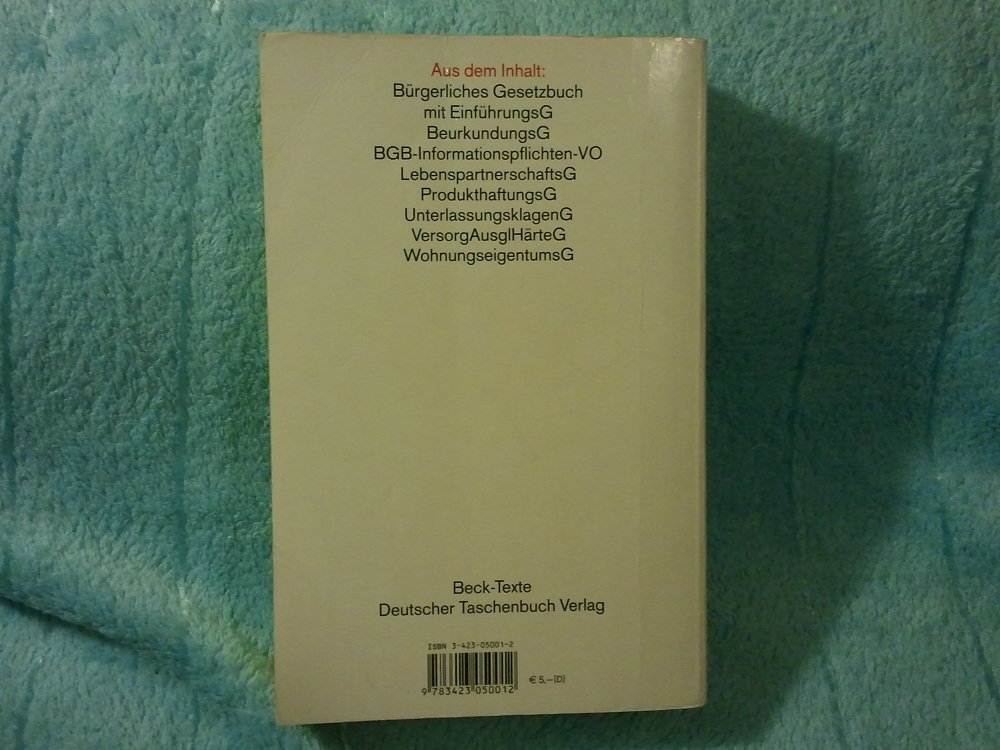 Aus dem Inhalt:
Bürgerliches Gesetzbuch
mit EinführungsG
BeurkundungsG
BGB-Informationspflichten-VO
LebenspartnerschaftsG
ProdukthaftungsG
UnterlassungsklagenG
VersorgAusglHärteG
WohnungseigentumsG
Beck-Texte
Deutscher Taschenbuch Verlag
ISBN 3-423-05001-2
9 783423 050012
€ 5,–[D]